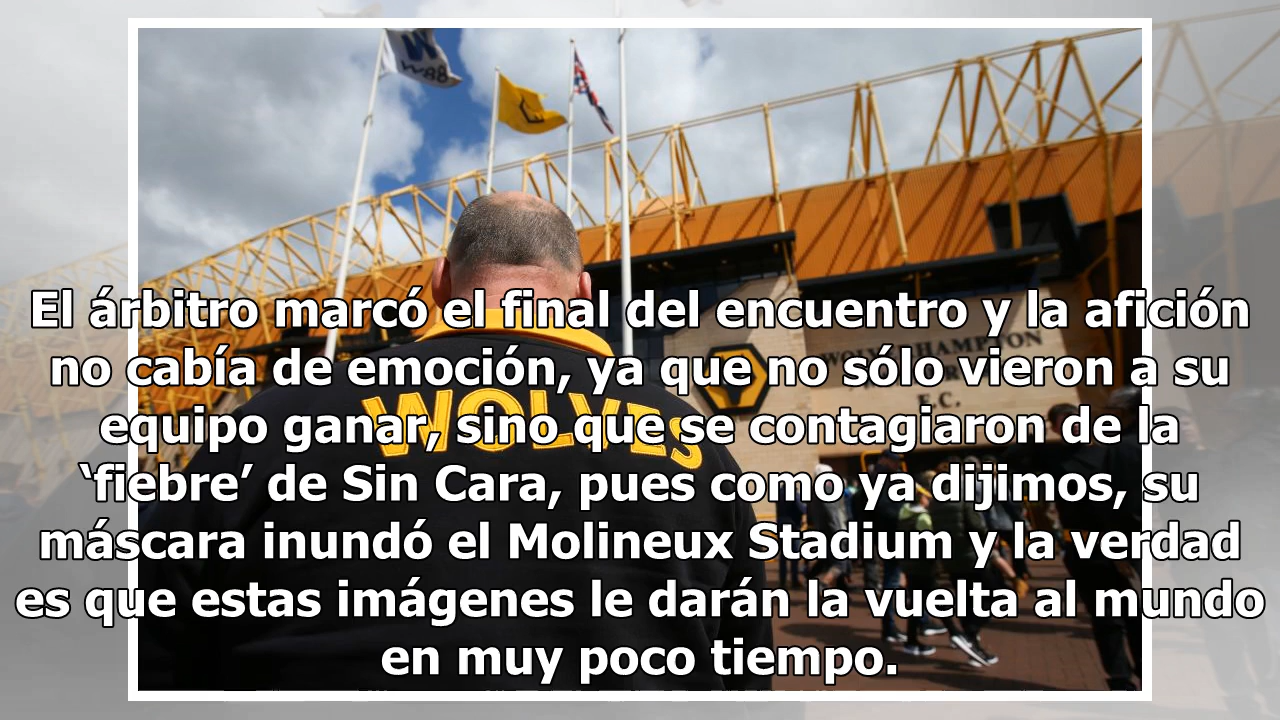 W
W88
El árbitro marcó el final del encuentro y la afición
no cabía de emoción, ya que no sólo vieron a su
equipo ganar, sino que se contagiaron de la
‘fiebre’ de Sin Cara, pues como ya dijimos, su
máscara inundó el Molineux Stadium y la verdad
es que estas imágenes le darán la vuelta al mundo
en muy poco tiempo.
WOLVES
WOLVERHAMPTON
F.C.